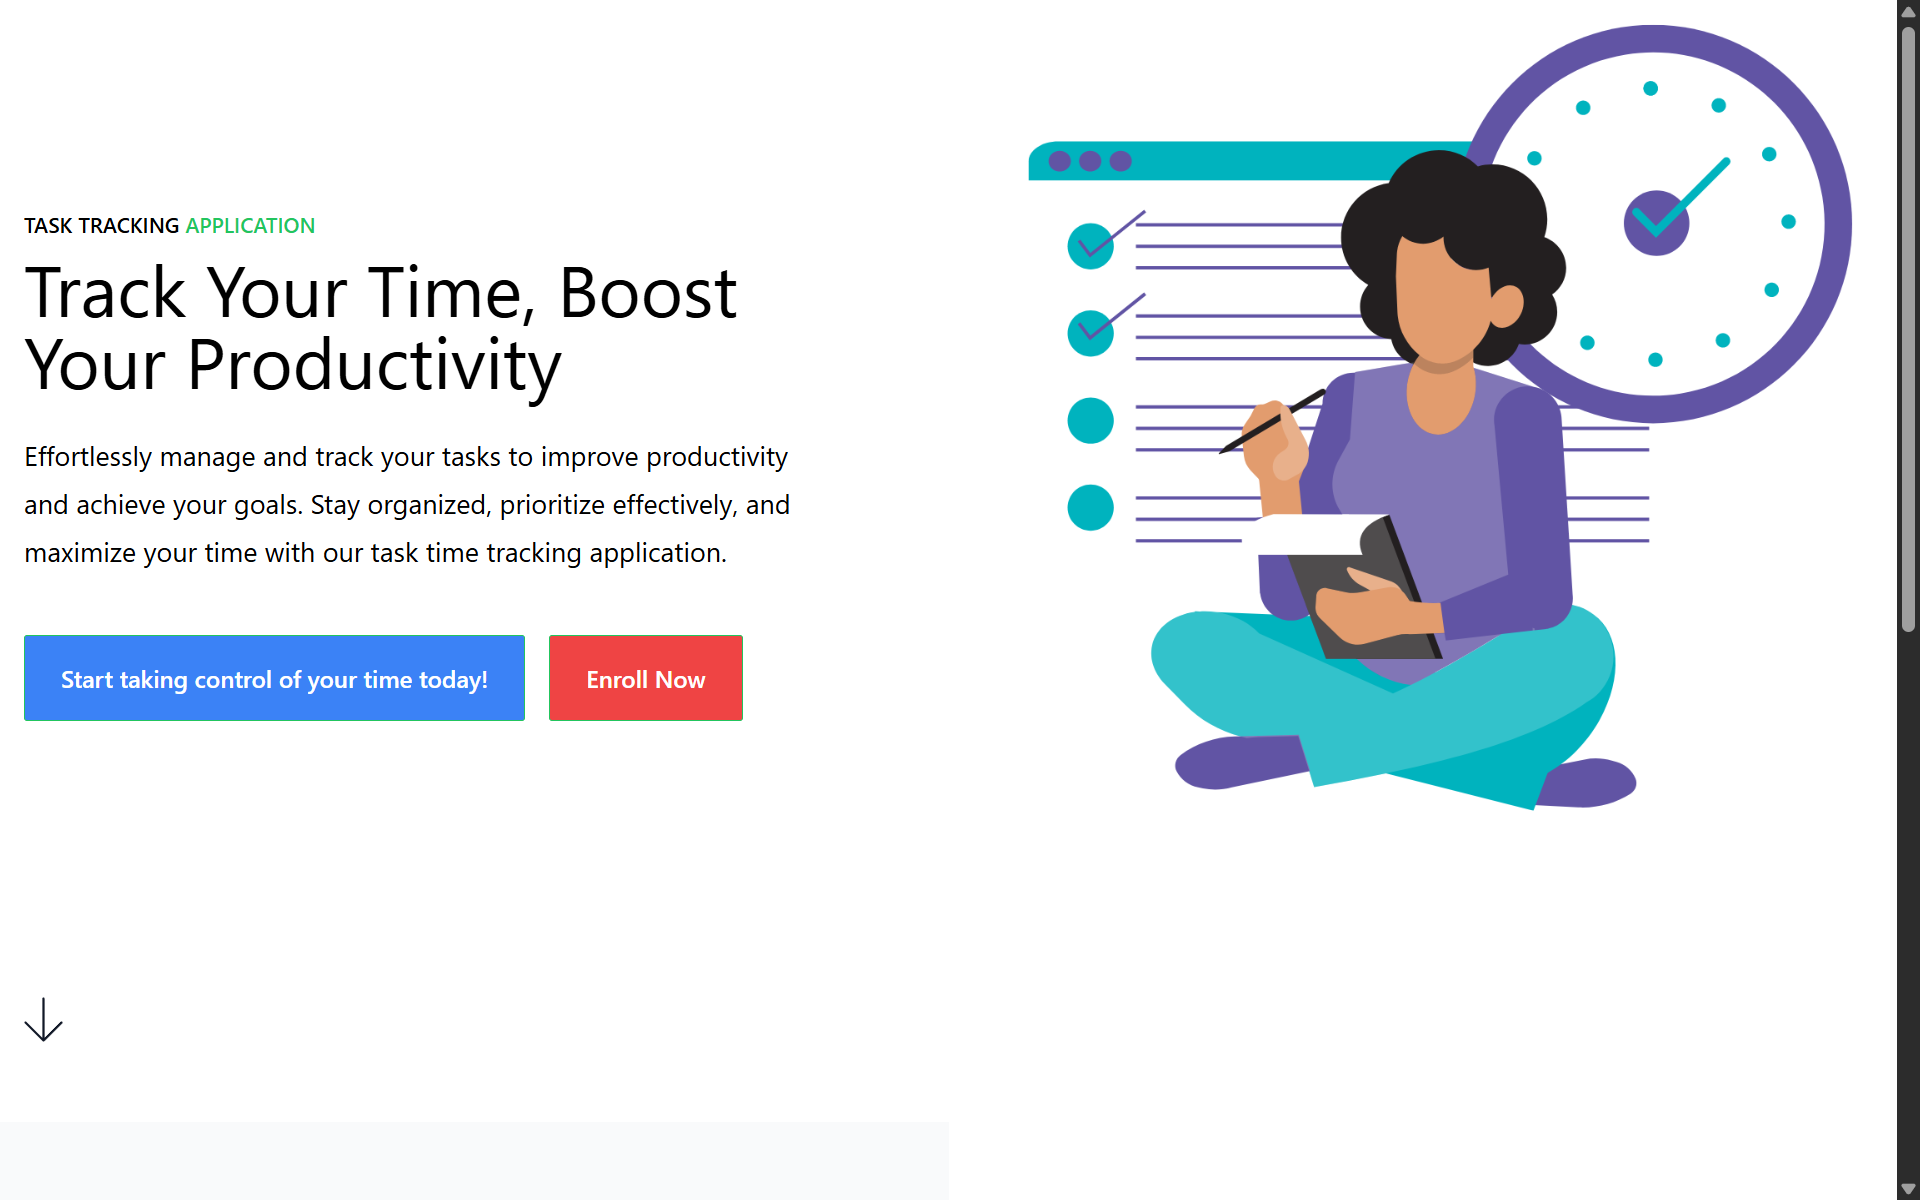 TASK TRACKING APPLICATION
Track Your Time, Boost
Your Productivity
Effortlessly manage and track your tasks to improve productivity
and achieve your goals. Stay organized, prioritize effectively, and
maximize your time with our task time tracking application.
Start taking control of your time today!
Enroll Now